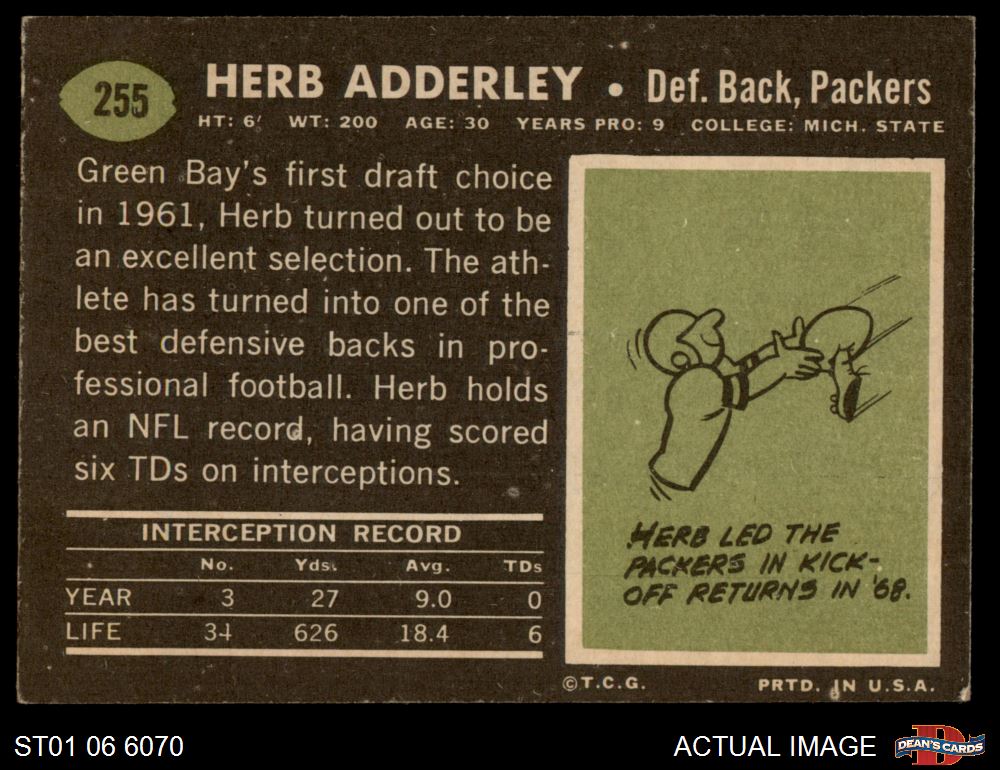 255
HERB ADDERLEY • Def. Back, Packers
HT: 6' WT: 200 AGE: 30 YEARS PRO: 9 COLLEGE: MICH. STATE
Green Bay's first draft choice
in 1961, Herb turned out to be
an excellent selection. The ath-
lete has turned into one of the
best defensive backs in pro-
fessional football. Herb holds
an NFL record, having scored
six TDs on interceptions.
INTERCEPTION RECORD
No. Yds. Avg. TDs
YEAR 3 27 9.0 0
LIFE 34 626 18.4 6
HERB LED THE
PACKERS IN KICK-
OFF RETURNS IN '68.
©T.C.G. PRTD. IN U.S.A.
ST01 06 6070
ACTUAL IMAGE
D
DEAN'S CARDS